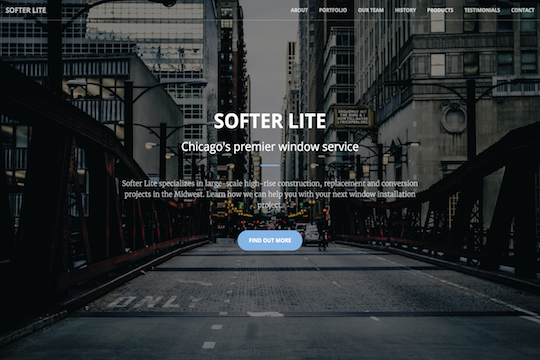 SOFTER LITE
ABOUT PORTFOLIO OUR TEAM HISTORY PRODUCTS TESTIMONIALS CONTACT
SOFTER LITE
Chicago's premier window service
Softer Lite specializes in large-scale high-rise construction, replacement and conversion
projects in the Midwest. Learn how we can help you with your next window installation
project.
FIND OUT MORE
ONLY